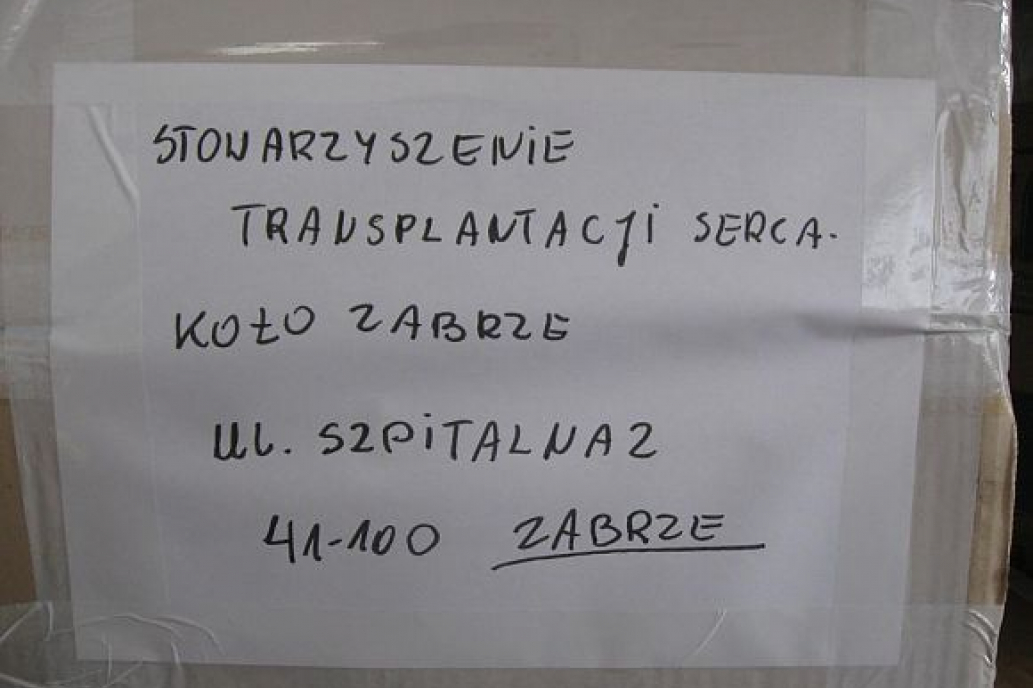 STOWARZYSZENIE
TRANSPLANTACJI SERCA.
KOŁO ZABRZE
UL. SZPITALNA 2
41-100 ZABRZE